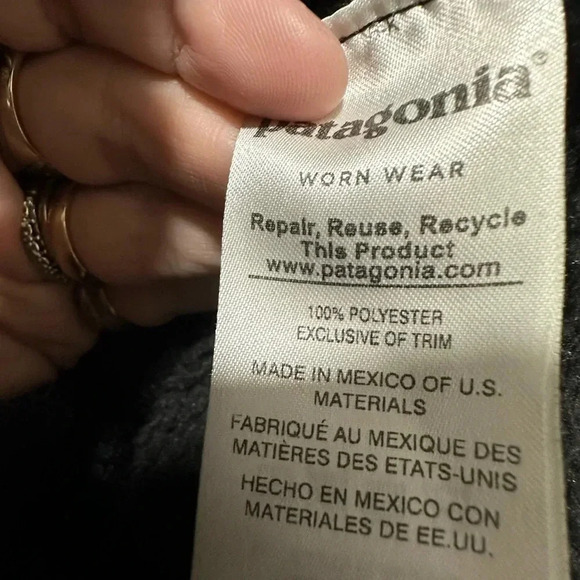 patagonia®
WORN WEAR
Repair, Reuse, Recycle
This Product
www.patagonia.com
100% POLYESTER
EXCLUSIVE OF TRIM
MADE IN MEXICO OF U.S.
MATERIALS
FABRIQUÉ AU MEXIQUE DES
MATIÈRES DES ETATS-UNIS
HECHO EN MEXICO CON
MATERIALES DE EE.UU.